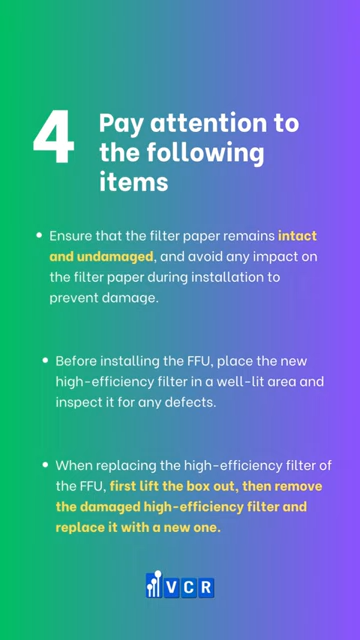 4
Pay attention to
the following
items
• Ensure that the filter paper remains intact
and undamaged, and avoid any impact on
the filter paper during installation to
prevent damage.
• Before installing the FFU, place the new
high-efficiency filter in a well-lit area and
inspect it for any defects.
• When replacing the high-efficiency filter of
the FFU, first lift the box out, then remove
the damaged high-efficiency filter and
replace it with a new one.
VCR